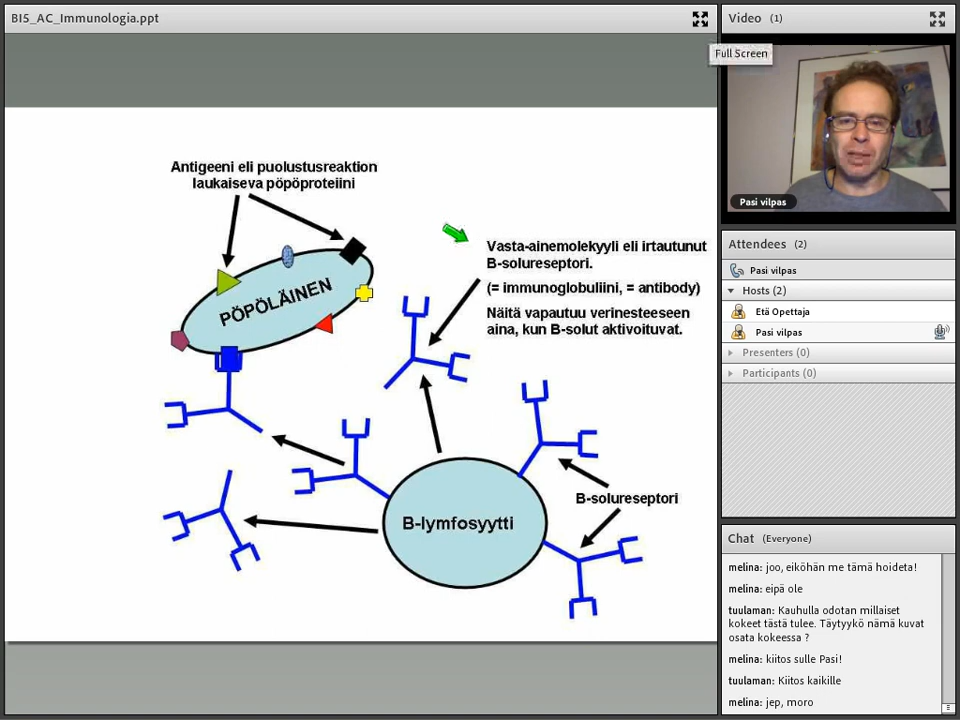 BI5_AC_Immunologia.ppt
Antigeeni eli puolustusreaktion
laukaiseva pöpöproteiini
PÖPÖLÄINEN
Vasta-ainemolekyyli eli irtautunut
B-solureseptori.
(= immunoglobuliini, = antibody)
Näitä vapautuu verinesteeseen
aina, kun B-solut aktivoituvat.
B-solureseptori
B-lymfosyytti
Video (1)
Full Screen
Pasi vilpas
Attendees (2)
Pasi vilpas
Hosts (2)
Etä Opettaja
Pasi vilpas
Presenters (0)
Participants (0)
Chat (Everyone)
melina: joo, eiköhän me tämä hoideta!
melina: eipä ole
tuulaman: Kauhulla odotan millaiset
kokeet tästä tulee. Täytyykö nämä kuvat
osata kokeessa ?
melina: kiitos sulle Pasi!
tuulaman: Kiitos kaikille
melina: jep, moro